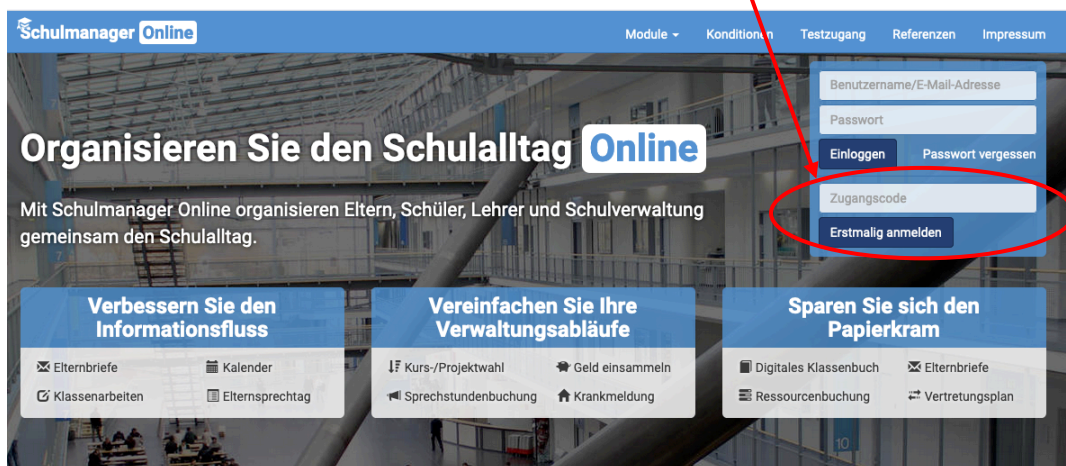 Schulmanager Online
Module Konditionen Testzugang Referenzen Impressum
Benutzername/E-Mail-Adresse
Passwort
Einloggen Passwort vergessen
Zugangscode
Erstmalig anmelden
Organisieren Sie den Schulalltag Online
Mit Schulmanager Online organisieren Eltern, Schüler, Lehrer und Schulverwaltung
gemeinsam den Schulalltag.
Verbessern Sie den
Informationsfluss
Elternbriefe Kalender
Klassenarbeiten Elternsprechtag
Vereinfachen Sie Ihre
Verwaltungsabläufe
Kurs-/Projektwahl Geld einsammeln
Sprechstundenbuchung Krankmeldung
Sparen Sie sich den
Papierkram
Digitales Klassenbuch Elternbriefe
Ressourcenbuchung Vertretungsplan
10